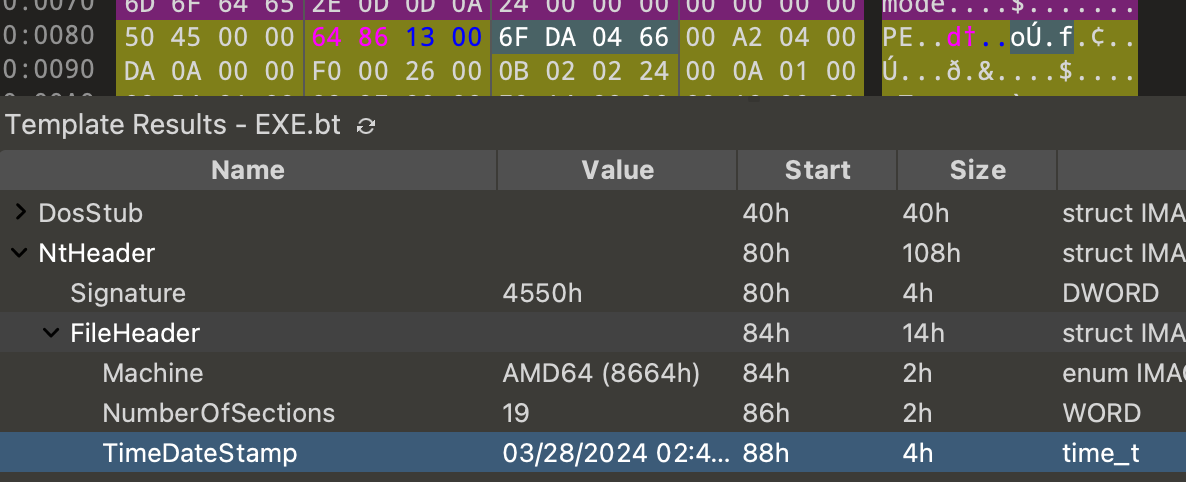 0:0070 6D 6F 64 65 2E 0D 0D 0A 24 00 00 00 00 00 00 00 mode....$.......
0:0080 50 45 00 00 64 86 13 00 6F DA 04 66 00 A2 04 00 PE..d†..oÚ.f.¢..
0:0090 DA 0A 00 00 F0 00 26 00 0B 02 02 24 00 0A 01 00 Ú...ð.&....$....
Template Results - EXE.bt
Name Value Start Size
DosStub 40h 40h struct IMA
NtHeader 80h 108h struct IMA
Signature 4550h 80h 4h DWORD
FileHeader 84h 14h struct IMA
Machine AMD64 (8664h) 84h 2h enum IMA
NumberOfSections 19 86h 2h WORD
TimeDateStamp 03/28/2024 02:4... 88h 4h time_t